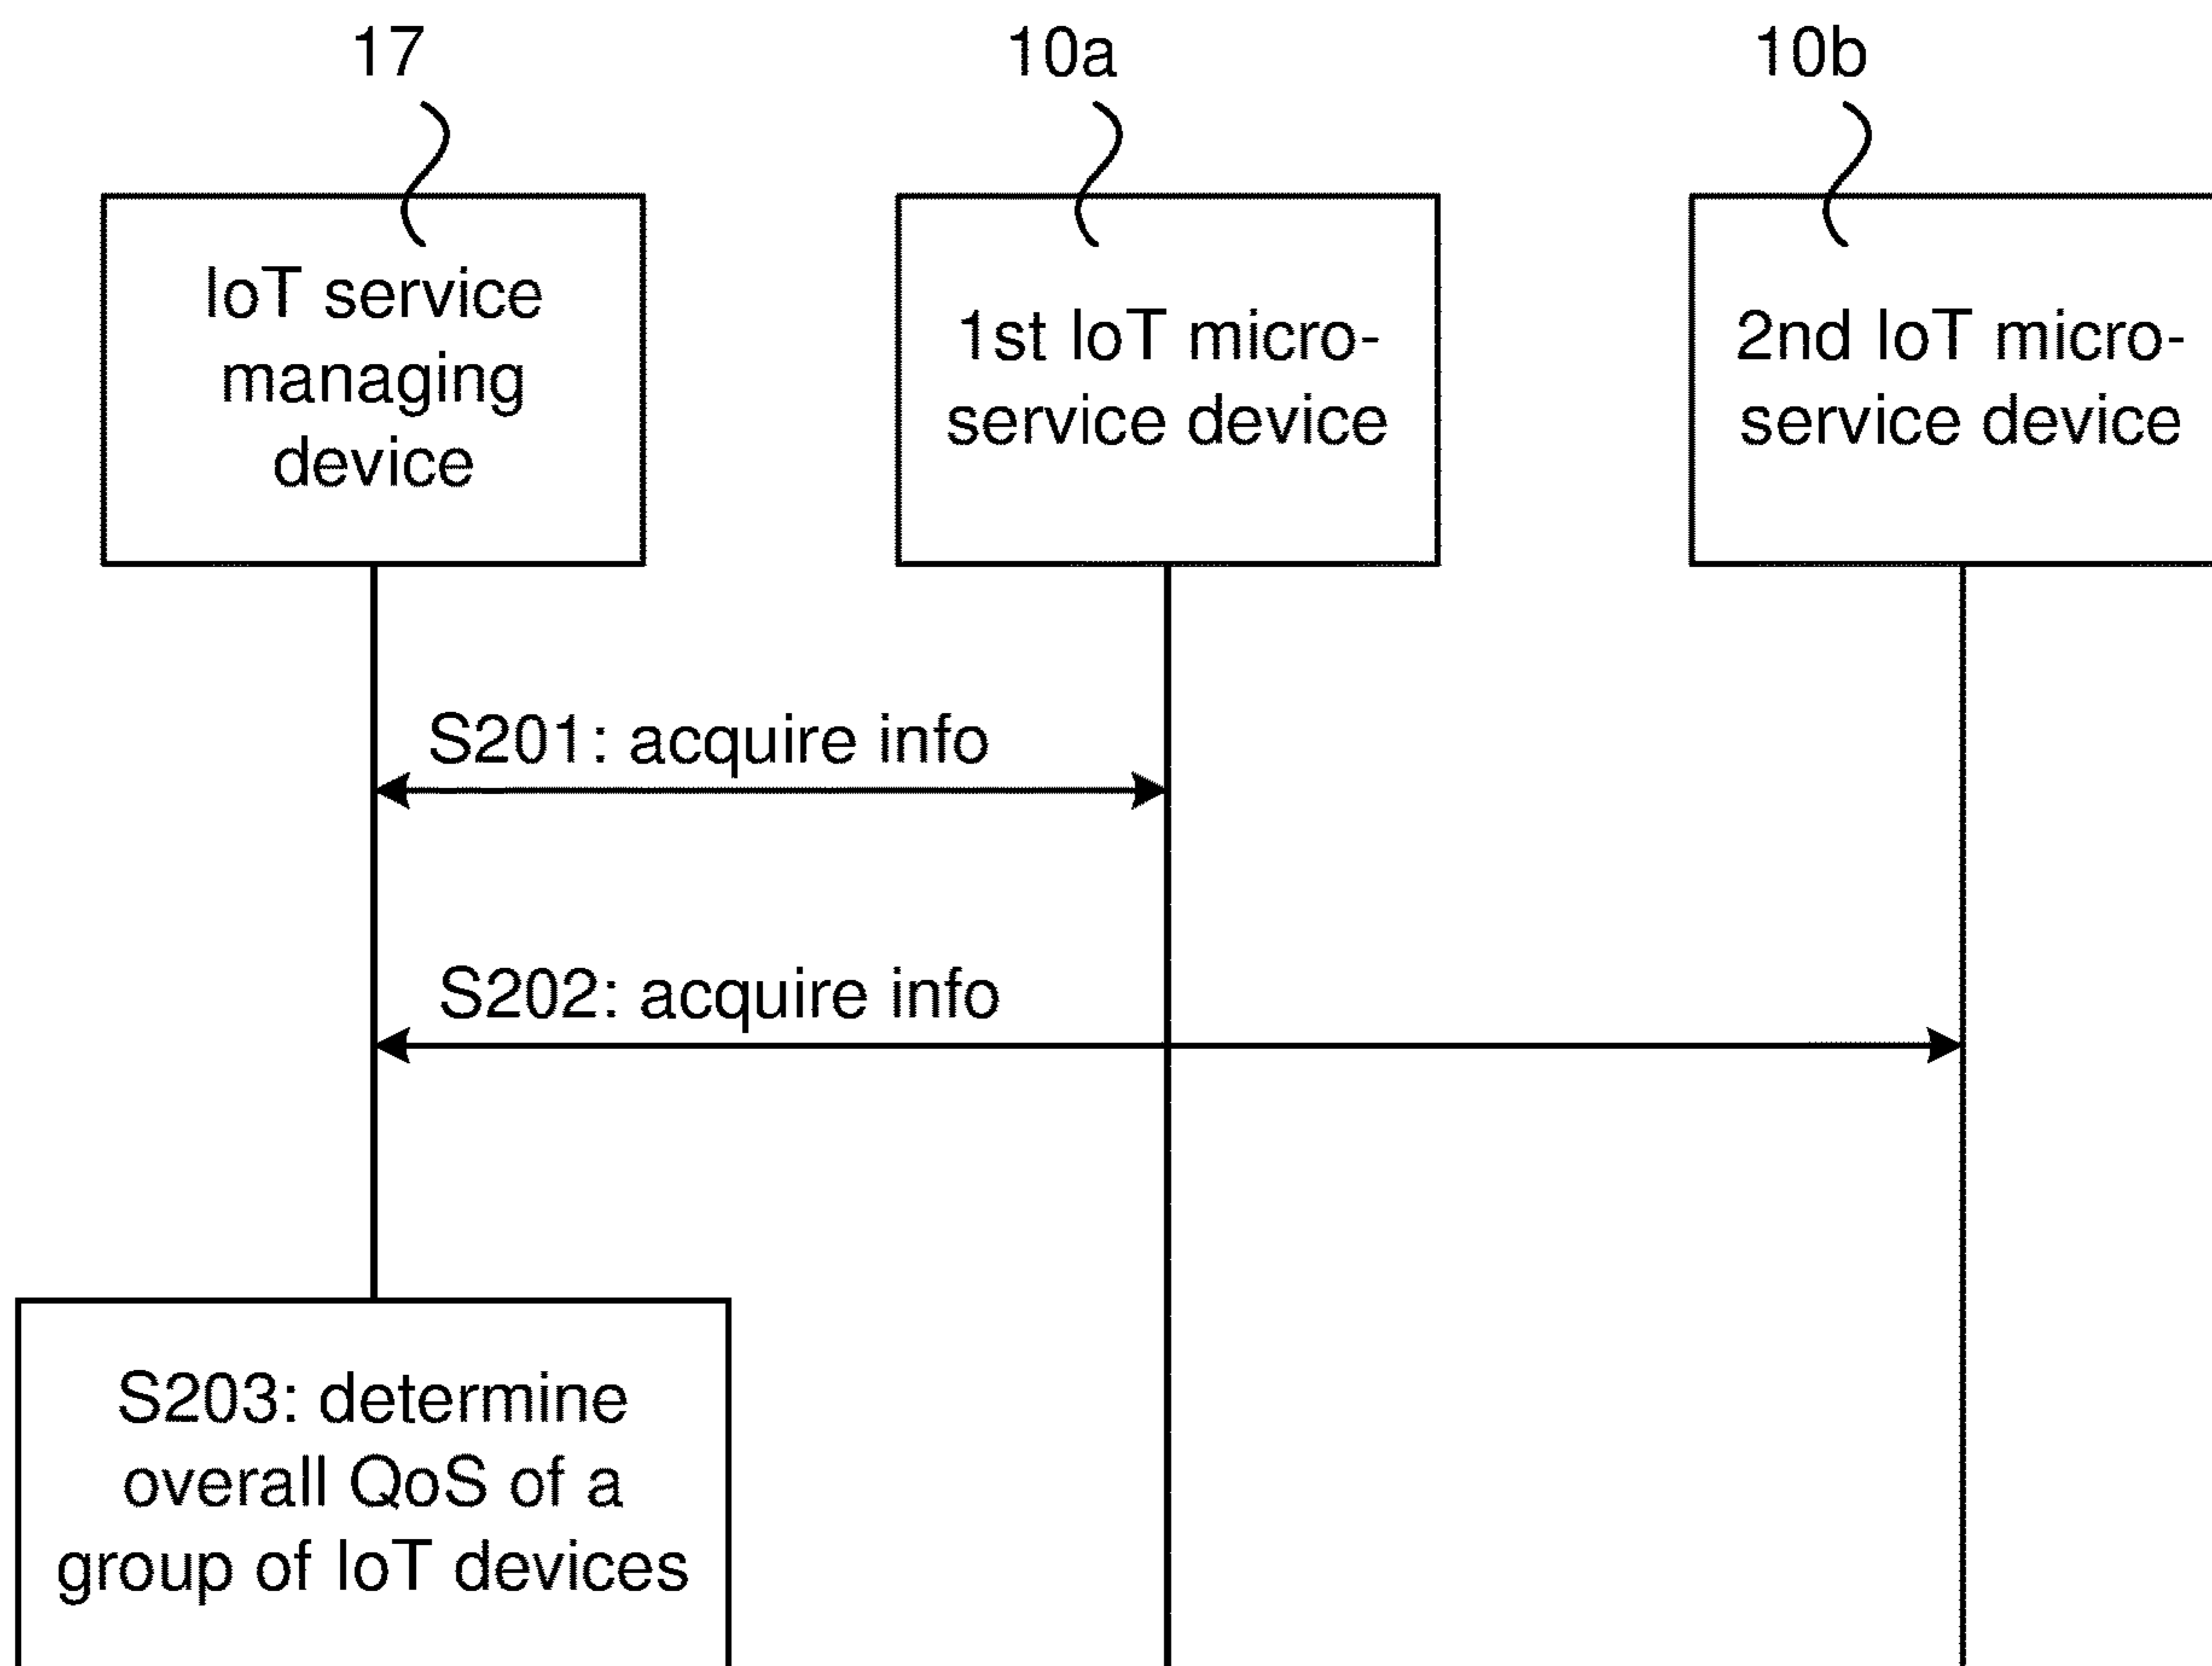 17
10a
10b
IoT service
managing
device
1st IoT micro-
service device
2nd IoT micro-
service device
S201: acquire info
S202: acquire info
S203: determine
overall QoS of a
group of IoT devices